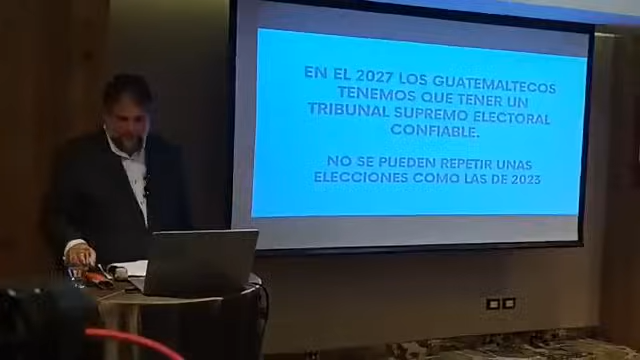 EN EL 2027 LOS GUATEMALTECOS
TENEMOS QUE TENER UN
TRIBUNAL SUPREMO ELECTORAL
CONFIABLE.
NO SE PUEDEN REPETIR UNAS
ELECCIONES COMO LAS DE 2023